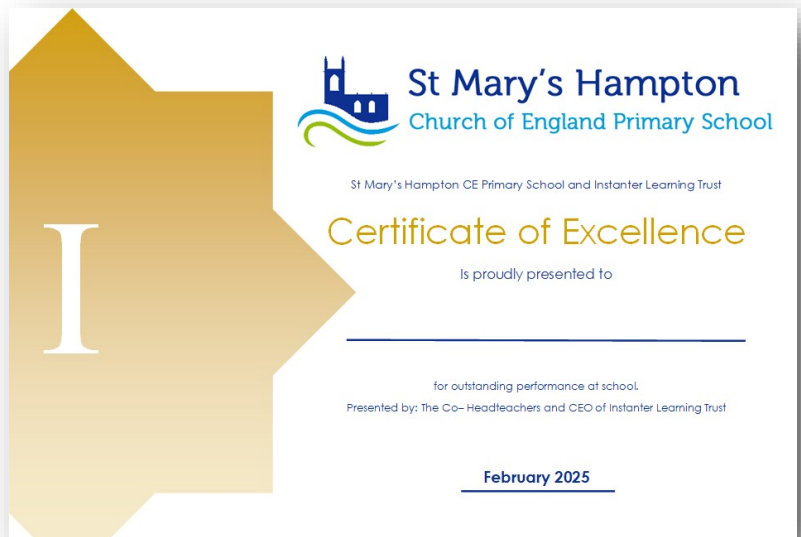 St Mary's Hampton
Church of England Primary School
St Mary's Hampton CE Primary School and Instanter Learning Trust
Certificate of Excellence
Is proudly presented to
I
for outstanding performance at school.
Presented by: The Co– Headteachers and CEO of Instanter Learning Trust
February 2025